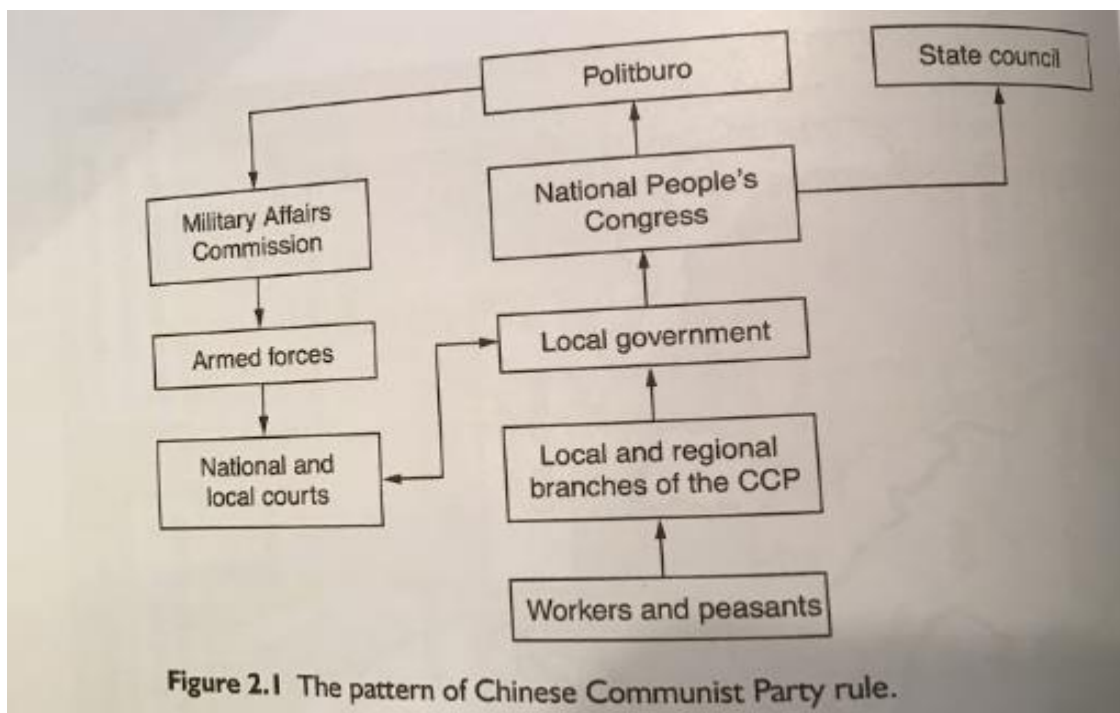 Politburo
State council
Military Affairs
Commission
National People's
Congress
Armed forces
Local government
National and
local courts
Local and regional
branches of the CCP
Workers and peasants
Figure 2.1 The pattern of Chinese Communist Party rule.